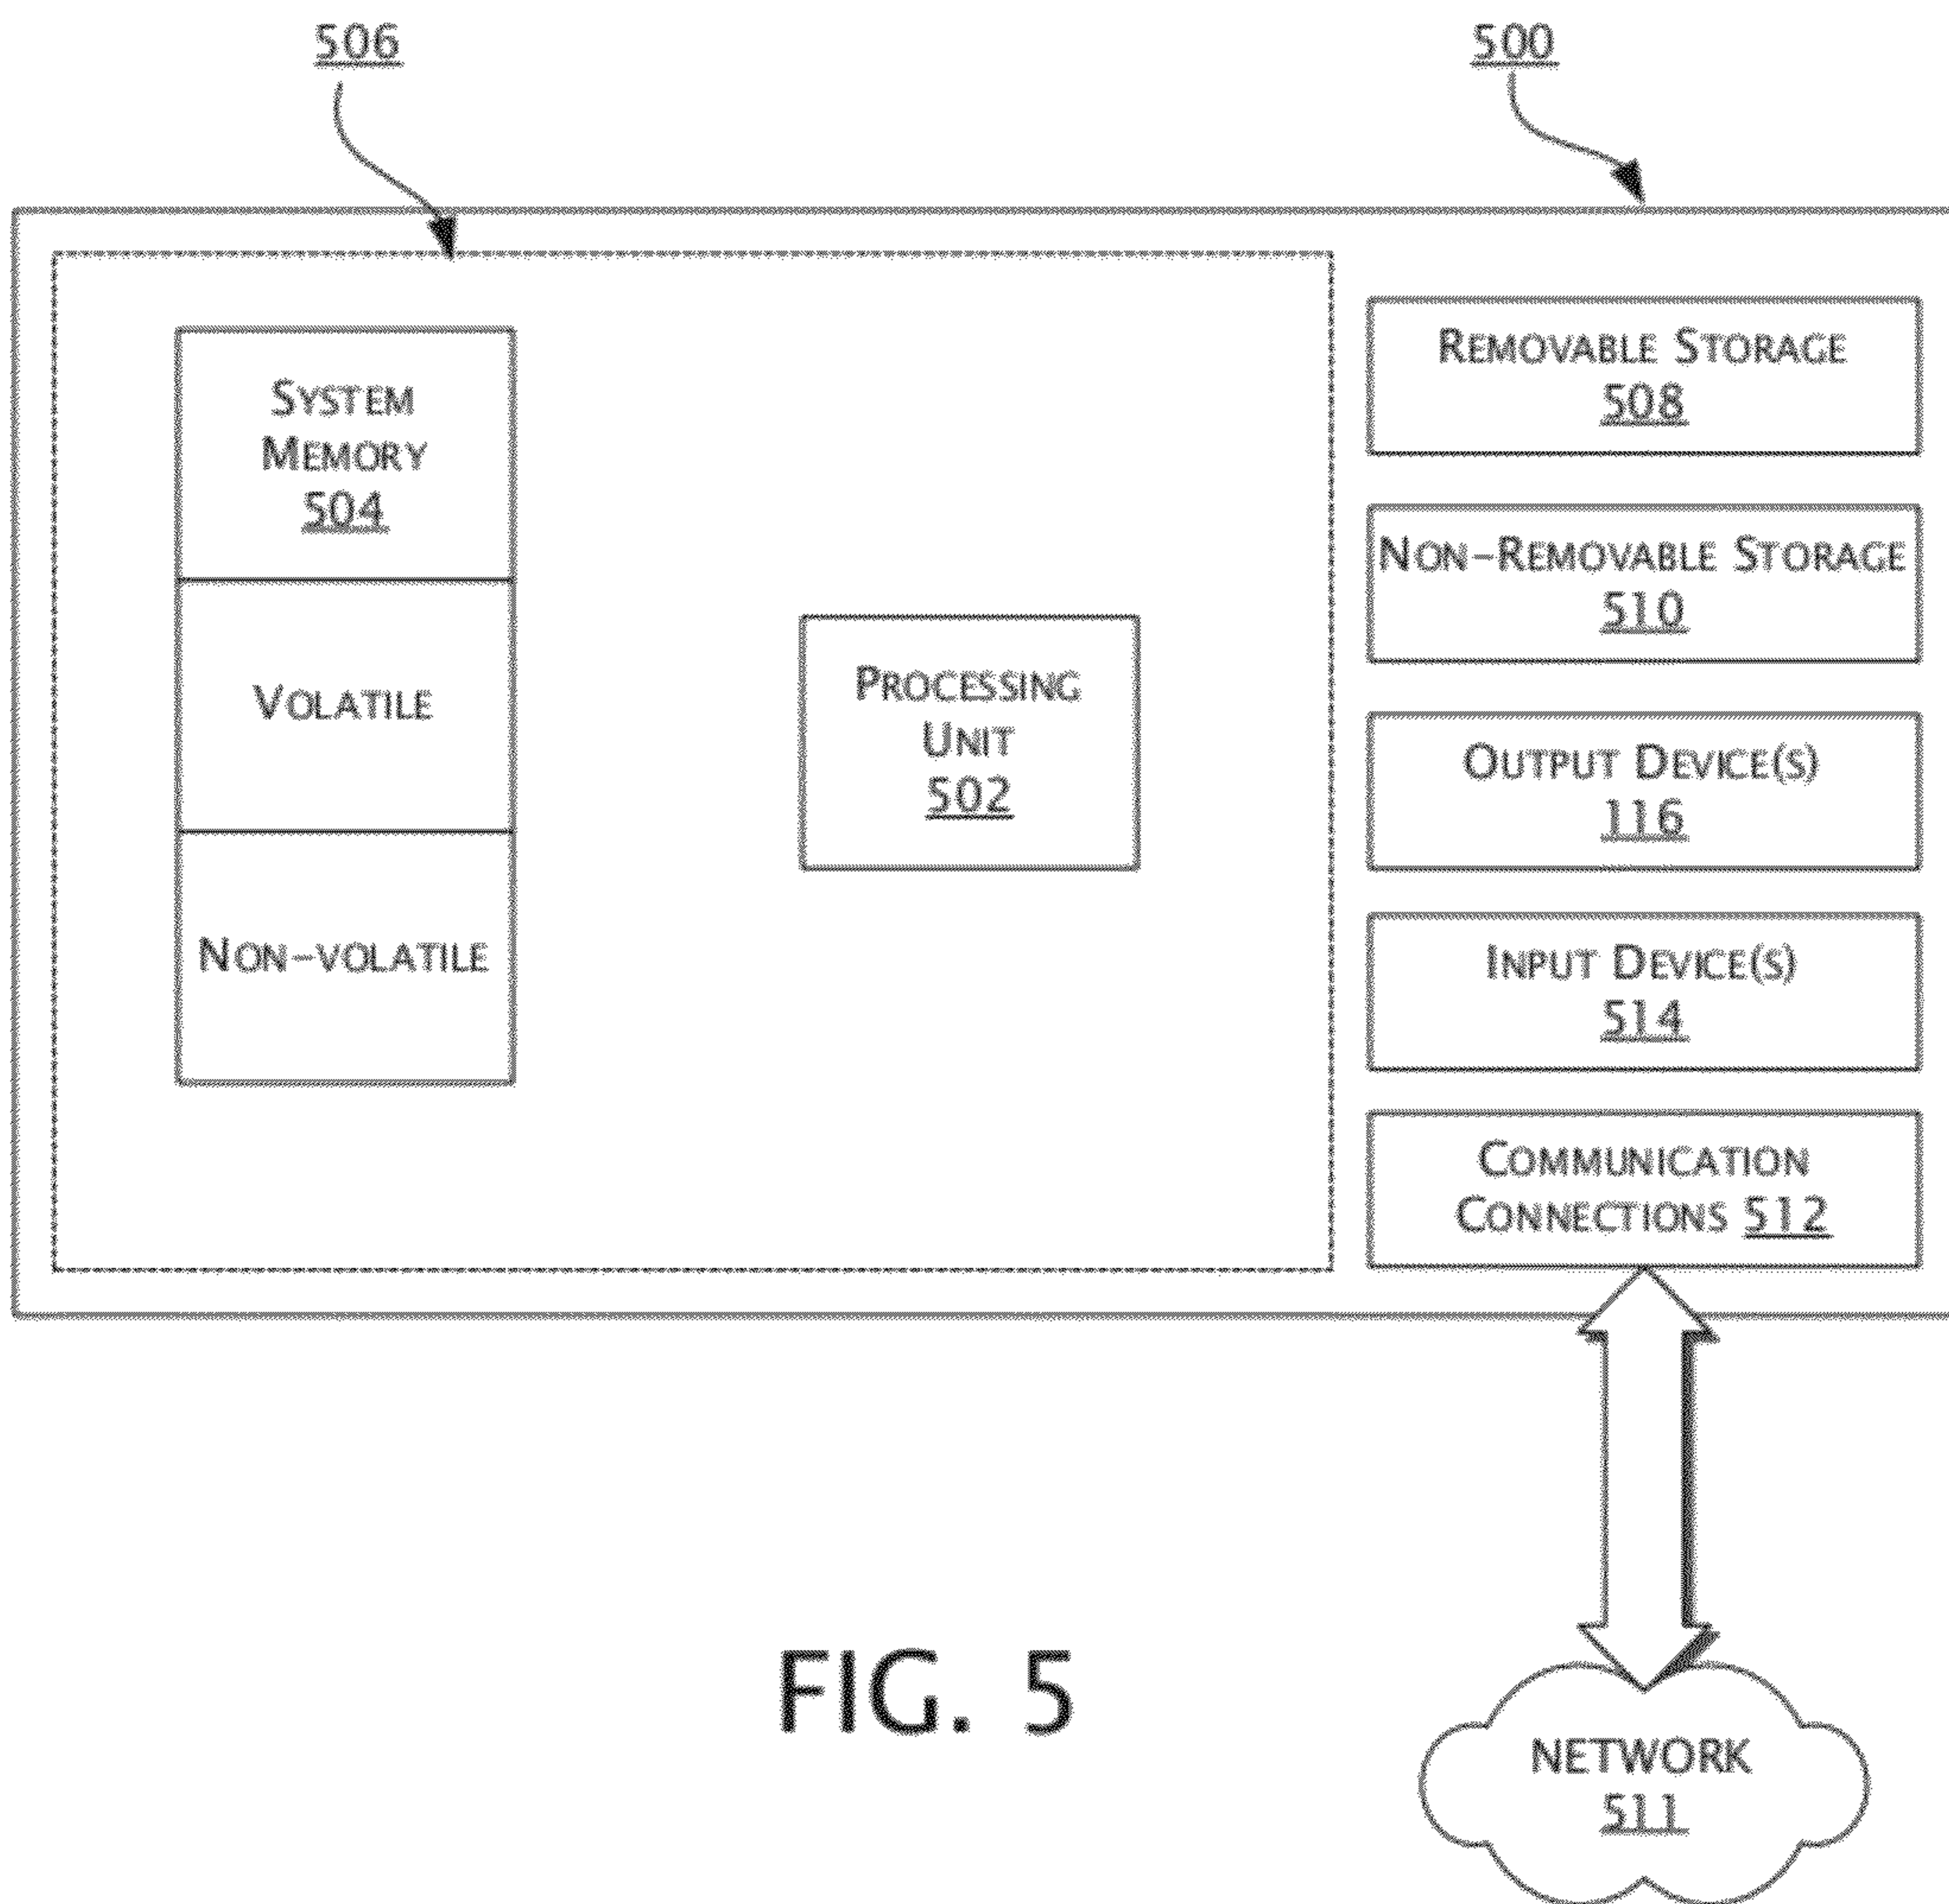 506
500
SYSTEM
MEMORY
504
VOLATILE
NON-VOLATILE
PROCESSING
UNIT
502
REMOVABLE STORAGE
508
NON-REMOVABLE STORAGE
510
OUTPUT DEVICE(S)
116
INPUT DEVICE(S)
514
COMMUNICATION
CONNECTIONS 512
FIG. 5
NETWORK
511